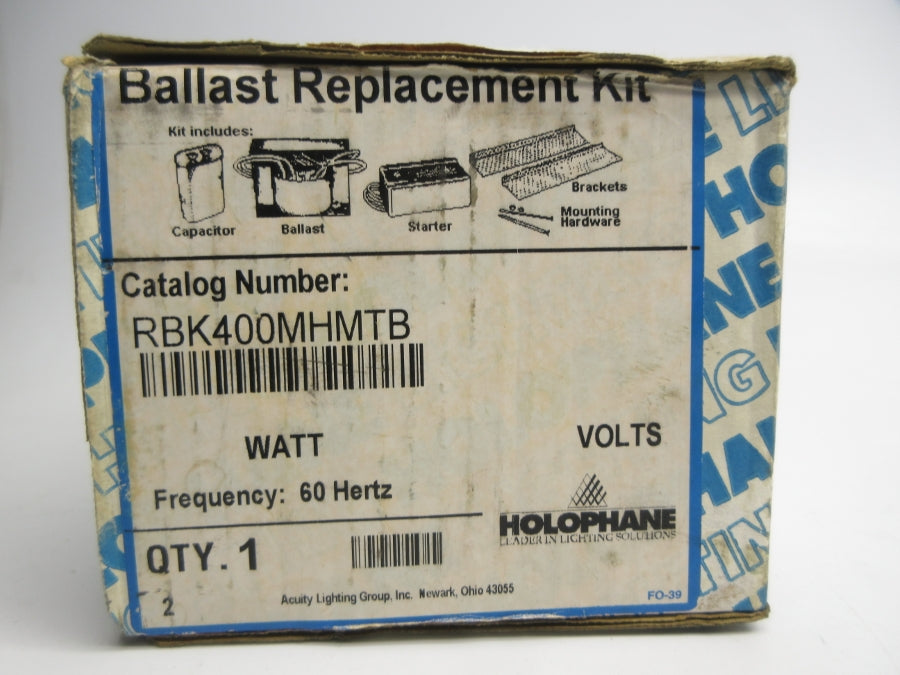 Ballast Replacement Kit
Kit includes:
Capacitor
Ballast
Starter
Brackets
Mounting
Hardware
Catalog Number:
RBK400MHMTB
WATT
VOLTS
Frequency: 60 Hertz
HOLOPHANE
LEADER IN LIGHTING SOLUTIONS
QTY. 1
2
Acuity Lighting Group, Inc. Newark, Ohio 43055
FO-39